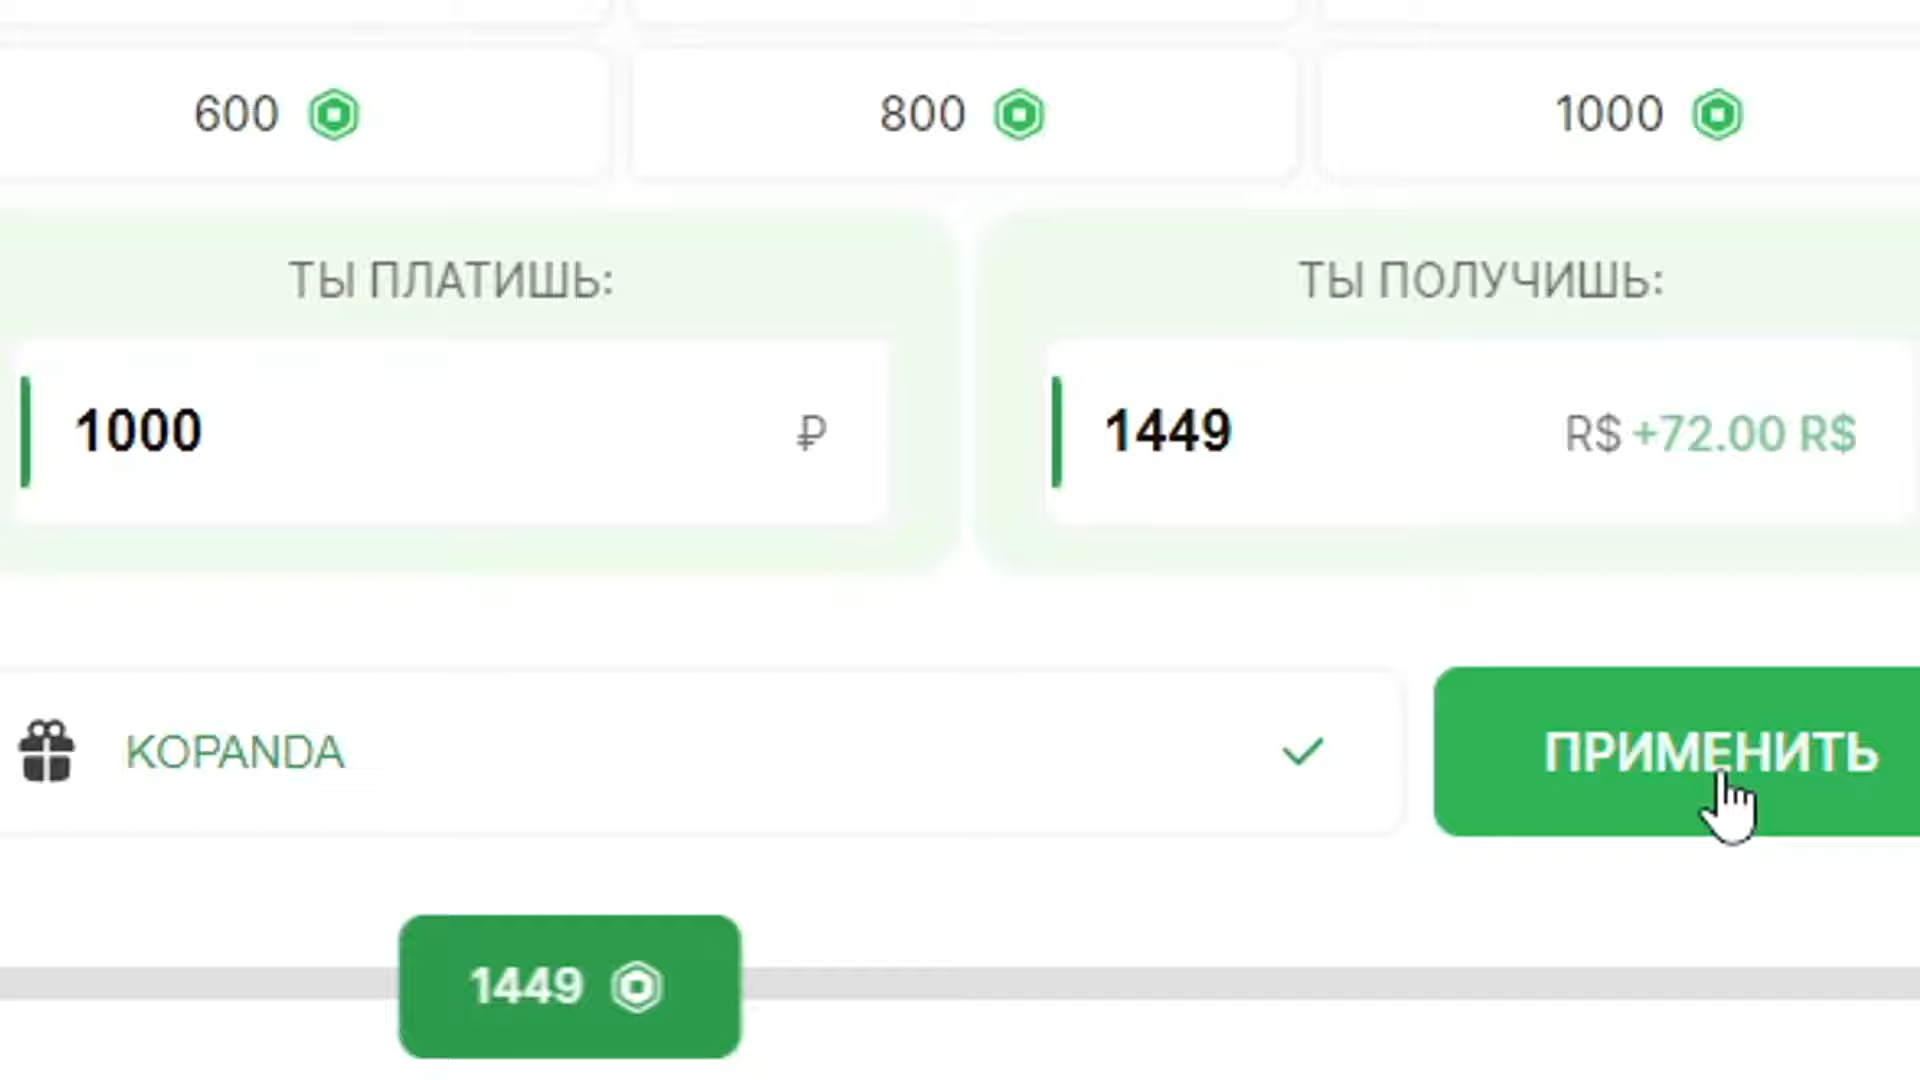 600
800
1000
ТЫ ПЛАТИШЬ:
ТЫ ПОЛУЧИШЬ:
1000 ₽
1449 R$ +72.00 R$
KOPANDA
ПРИМЕНИТЬ
1449